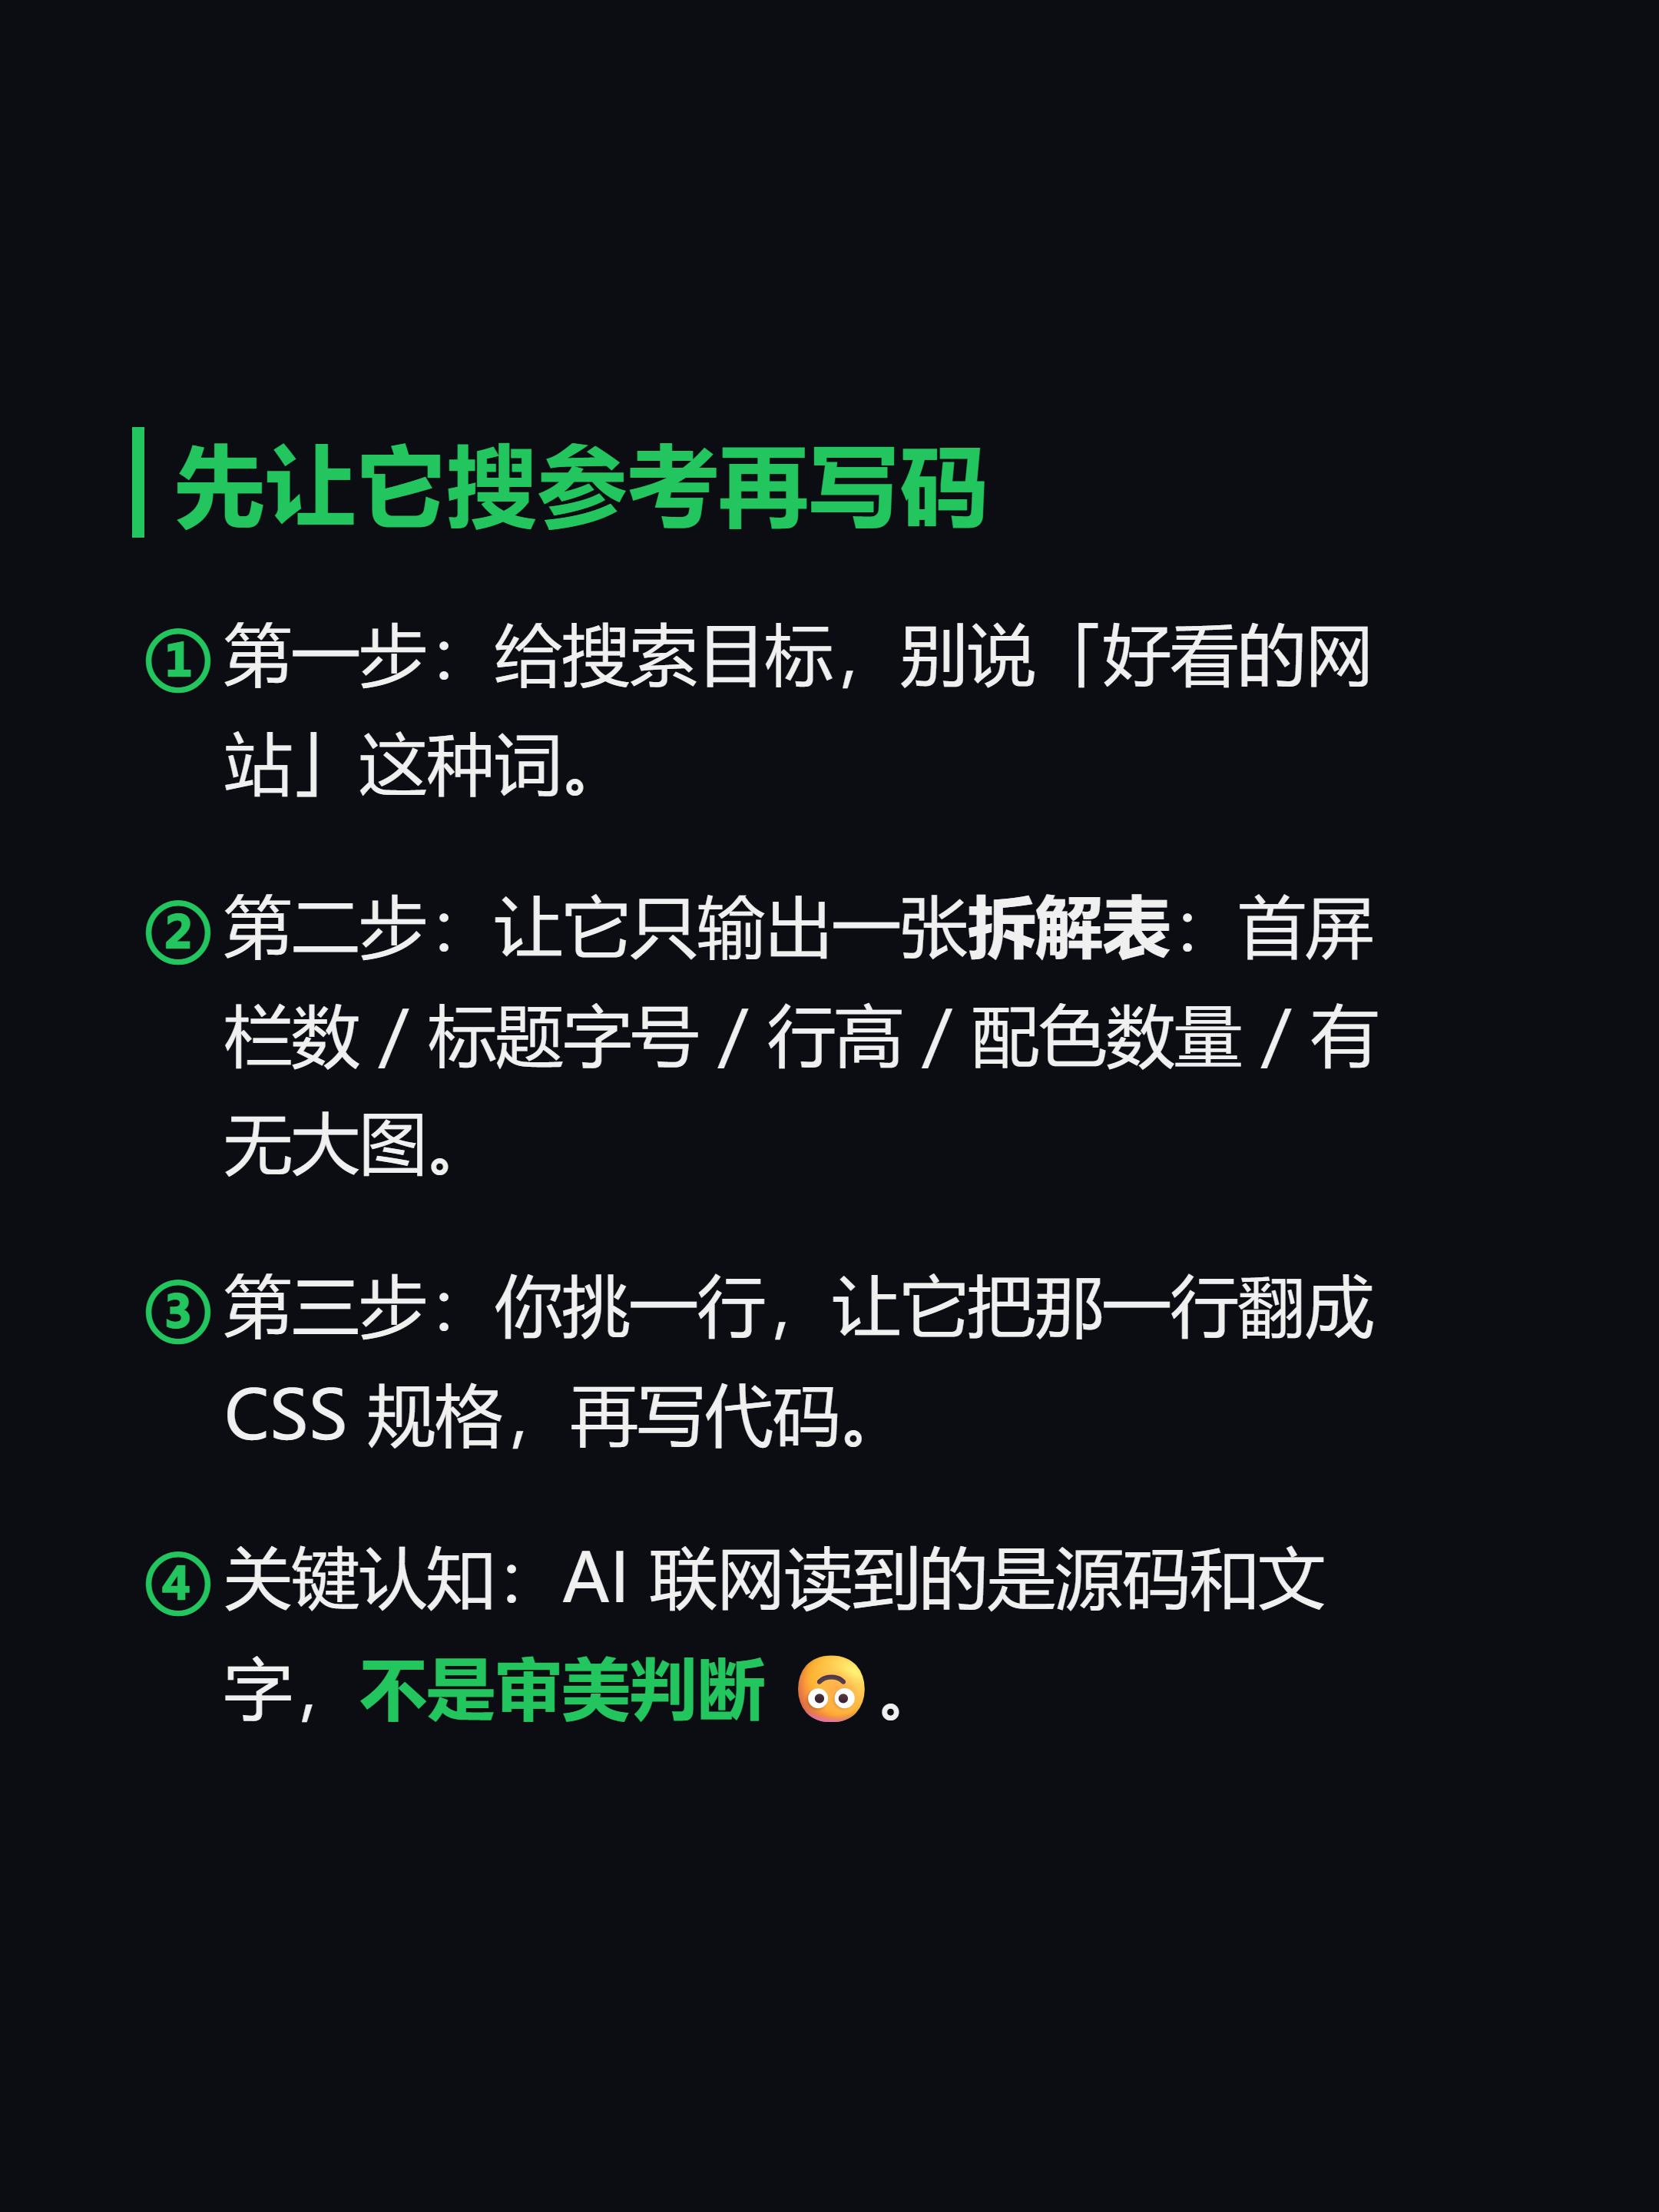 先让它搜参考再写码
①第一步：给搜索目标，别说「好看的网
站」这种词。
②第二步：让它只输出一张拆解表：首屏
栏数 / 标题字号 / 行高 / 配色数量 / 有
无大图。
③第三步：你挑一行，让它把那一行翻成
CSS 规格，再写代码。
④关键认知：AI 联网读到的是源码和文
字，不是审美判断 🙃。